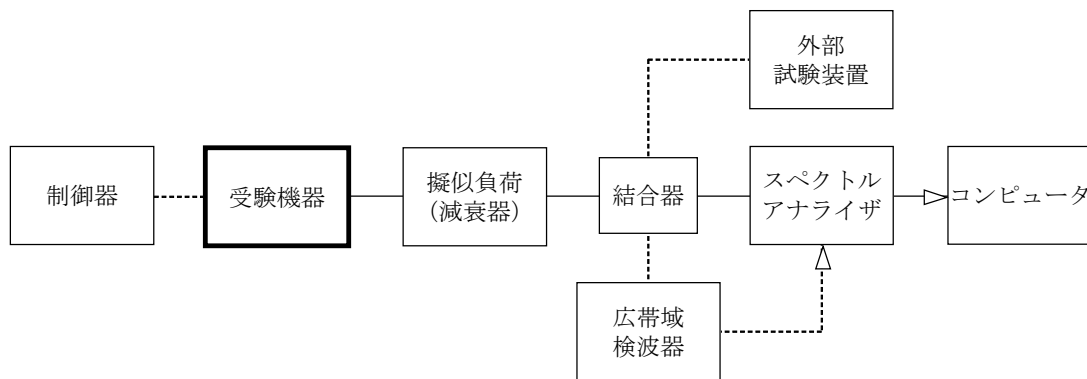 外部
試験装置
制御器
受験機器
擬似負荷
（減衰器）
結合器
スペクトル
アナライザ
コンピュータ
広帯域
検波器